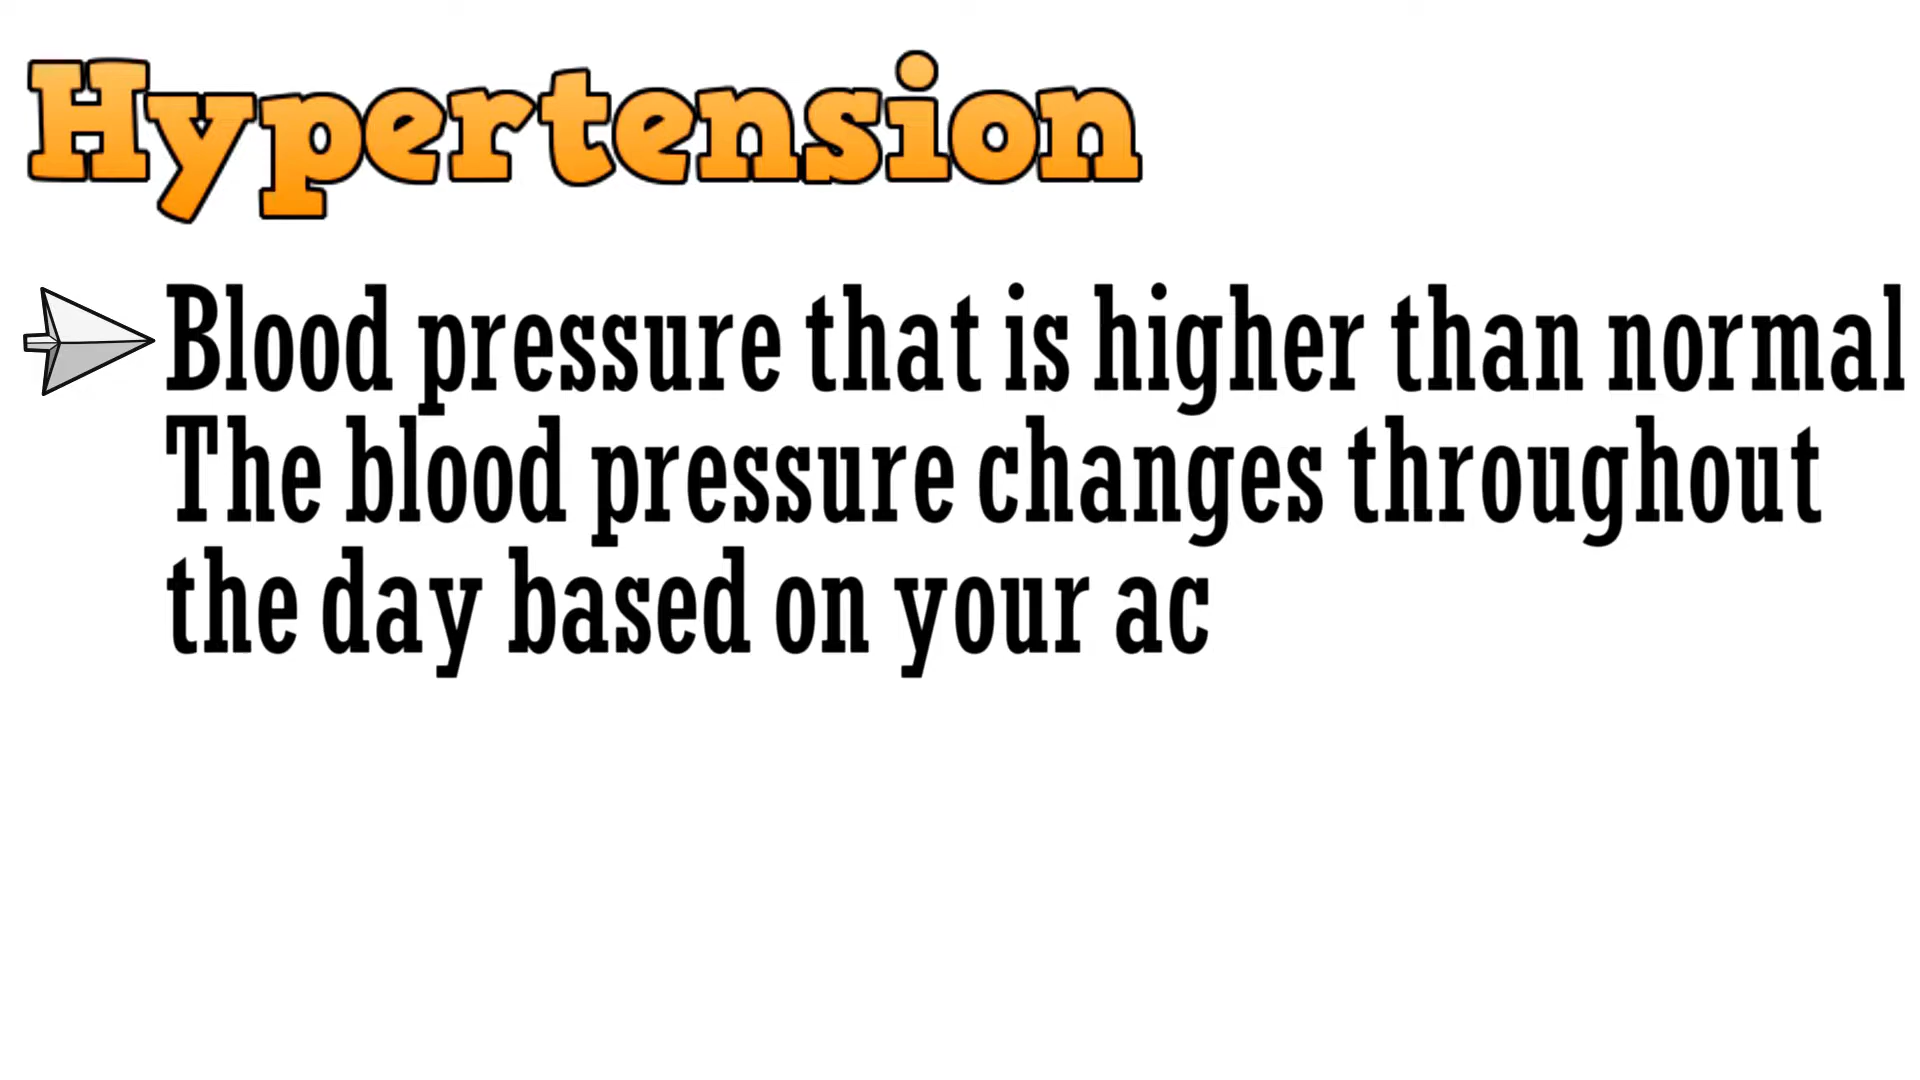 Hypertension
Blood pressure that is higher than normal
The blood pressure changes throughout
the day based on your ac